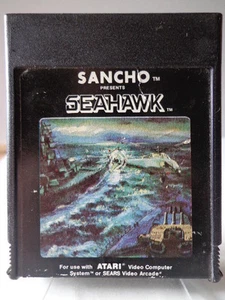 SANCHO™
PRESENTS
SEAHAWK™
For use with ATARI® Video Computer
System™ or SEARS Video Arcade®